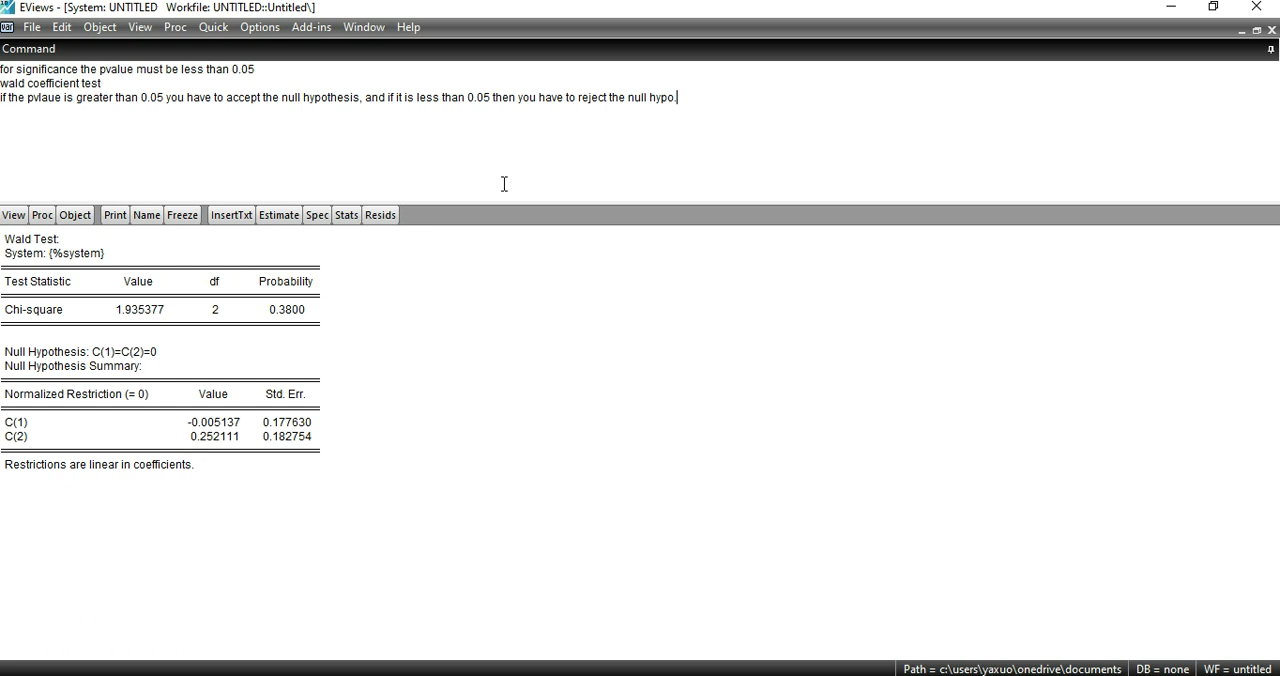 EViews - [System: UNTITLED   Workfile: UNTITLED::Untitled\]
var File Edit Object View Proc Quick Options Add-ins Window Help
Command
for significance the pvalue must be less than 0.05
wald coefficient test
if the pvlaue is greater than 0.05 you have to accept the null hypothesis, and if it is less than 0.05 then you have to reject the null hypo.
View Proc Object Print Name Freeze InsertTxt Estimate Spec Stats Resids
Wald Test:
System: {%system}
Test Statistic Value df Probability
Chi-square 1.935377 2 0.3800
Null Hypothesis: C(1)=C(2)=0
Null Hypothesis Summary:
Normalized Restriction (= 0) Value Std. Err.
C(1) -0.005137 0.177630
C(2) 0.252111 0.182754
Restrictions are linear in coefficients.
Path = c:\users\yaxuo\onedrive\documents DB = none WF = untitled